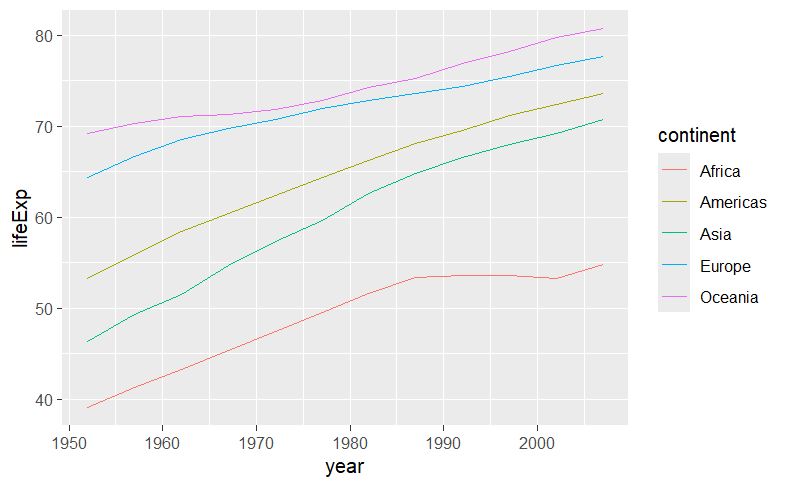 80
70
60
50
40
lifeExp
1950 1960 1970 1980 1990 2000
year
continent
Africa
Americas
Asia
Europe
Oceania